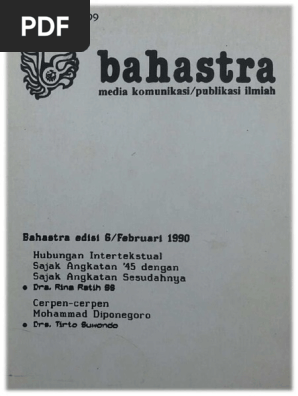 PDF
09
bahastra
media komunikasi/publikasi ilmiah
Bahastra edisi 6/Februari 1990
Hubungan Intertekstual
Sajak Angkatan '45 dengan
Sajak Angkatan Sesudahnya
● Dra. Rina Ratih SS
Cerpen-cerpen
Mohammad Diponegoro
● Drs. Tirto Suwondo